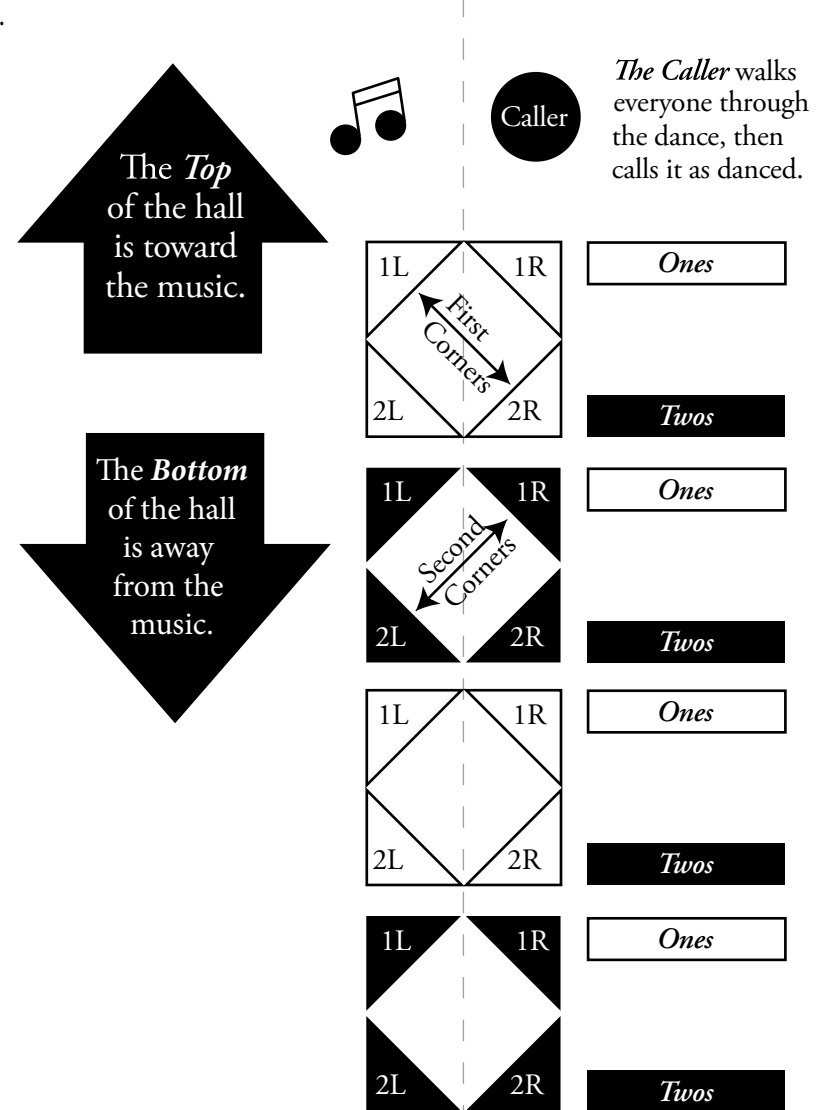 .
The Caller walks
everyone through
the dance, then
calls it as danced.
Caller
The Top
of the hall
is toward
the music.
1L 1R
First
Corners
2L 2R
Ones
Twos
The Bottom
of the hall
is away
from the
music.
1L 1R
Second
Corners
2L 2R
Ones
Twos
1L 1R
2L 2R
Ones
Twos
1L 1R
2L 2R
Ones
Twos